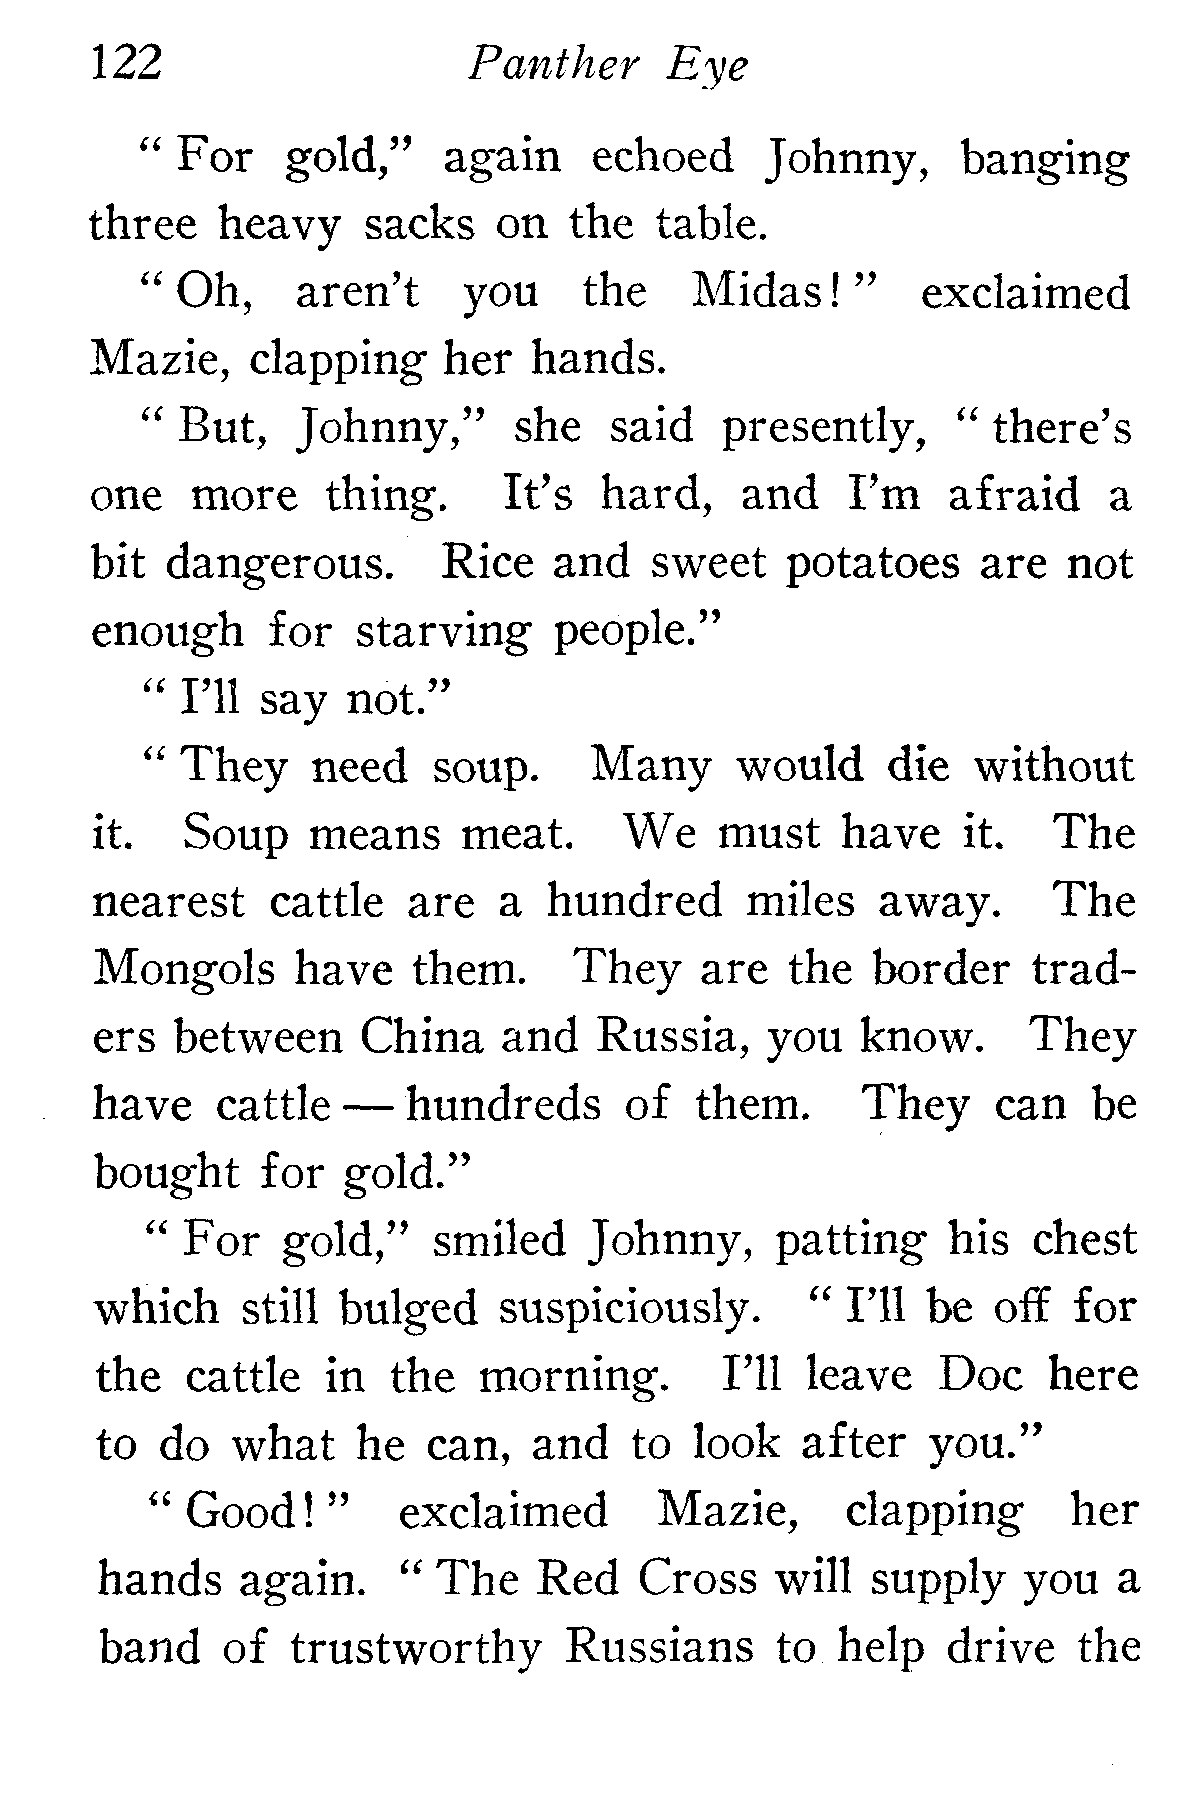 122 Panther Eye
“ For gold,” again echoed Johnny, banging
three heavy sacks on the table.
“ Oh, aren’t you the Midas! ” exclaimed
Mazie, clapping her hands.
“ But, Johnny,” she said presently, “ there’s
one more thing. It’s hard, and I’m afraid a
bit dangerous. Rice and sweet potatoes are not
enough for starving people.”
“ I’ll say not.”
“ They need soup. Many would die without
it. Soup means meat. We must have it. The
nearest cattle are a hundred miles away. The
Mongols have them. They are the border trad-
ers between China and Russia, you know. They
have cattle — hundreds of them. They can be
bought for gold.”
“ For gold,” smiled Johnny, patting his chest
which still bulged suspiciously. “ I’ll be off for
the cattle in the morning. I’ll leave Doc here
to do what he can, and to look after you.”
“ Good! ” exclaimed Mazie, clapping her
hands again. “ The Red Cross will supply you a
band of trustworthy Russians to help drive the